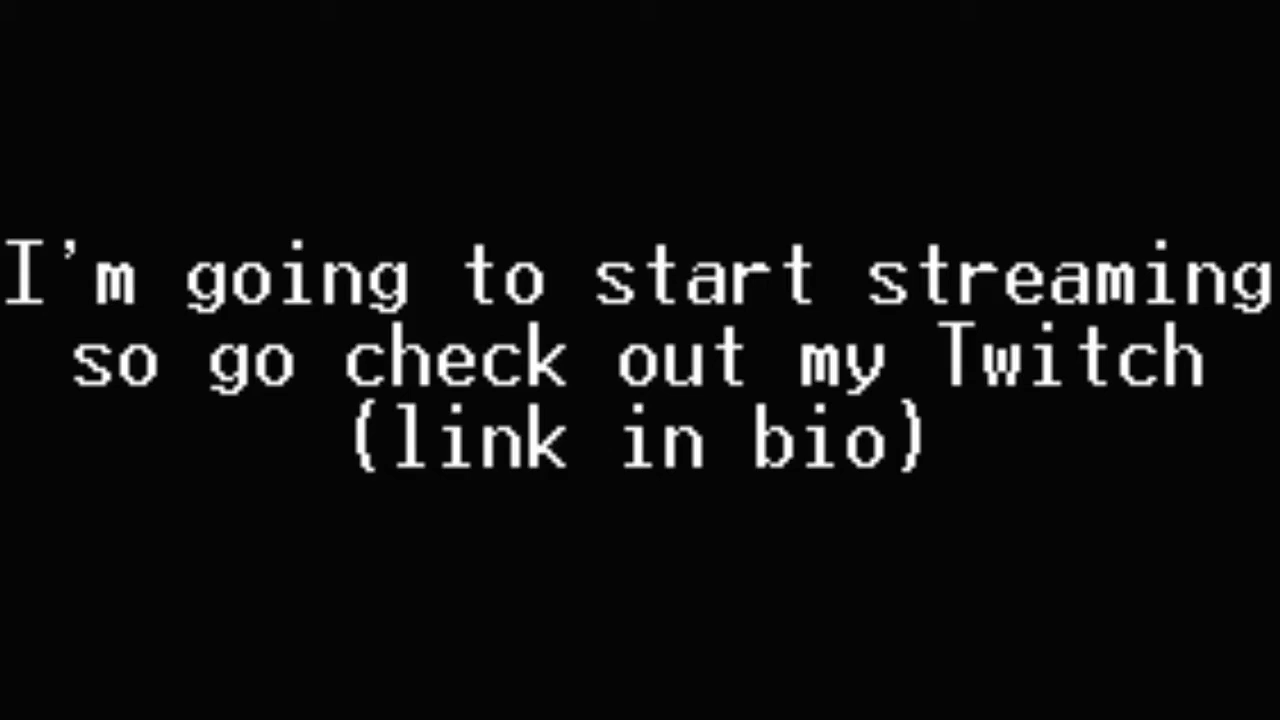 I'm going to start streaming
so go check out my Twitch
(link in bio)